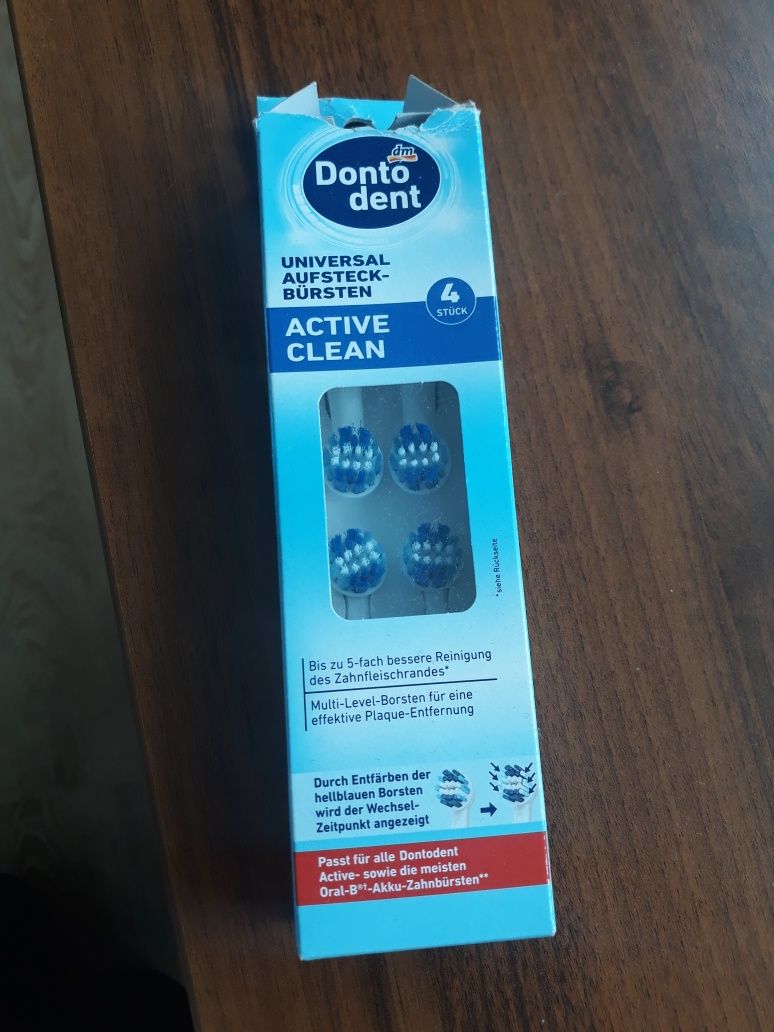 dm
Donto
dent
UNIVERSAL
AUFSTECK-
BÜRSTEN
4
STÜCK
ACTIVE
CLEAN
*siehe Rückseite
Bis zu 5-fach bessere Reinigung
des Zahnfleischrandes*
Multi-Level-Borsten für eine
effektive Plaque-Entfernung
Durch Entfärben der
hellblauen Borsten
wird der Wechsel-
Zeitpunkt angezeigt
Passt für alle Dontodent
Active- sowie die meisten
Oral-B®†-Akku-Zahnbürsten**